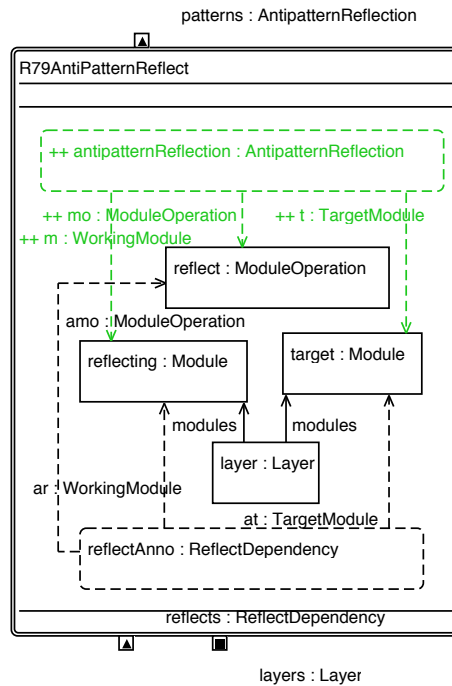 patterns : AntipatternReflection
R79AntiPatternReflect
++ antipatternReflection : AntipatternReflection
++ mo : ModuleOperation
++ t : TargetModule
++ m : WorkingModule
reflect : ModuleOperation
amo : ModuleOperation
reflecting : Module
target : Module
modules
modules
layer : Layer
ar : WorkingModule
at : TargetModule
reflectAnno : ReflectDependency
reflects : ReflectDependency
layers : Layer